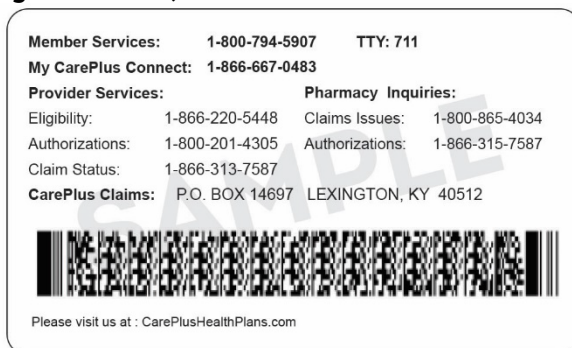 Member Services: 1-800-794-5907 TTY: 711
My CarePlus Connect: 1-866-667-0483
Provider Services: Pharmacy Inquiries:
Eligibility: 1-866-220-5448 Claims Issues: 1-800-865-4034
Authorizations: 1-800-201-4305 Authorizations: 1-866-315-7587
Claim Status: 1-866-313-7587
CarePlus Claims: P.O. BOX 14697 LEXINGTON, KY 40512
SAMPLE
Please visit us at : CarePlusHealthPlans.com